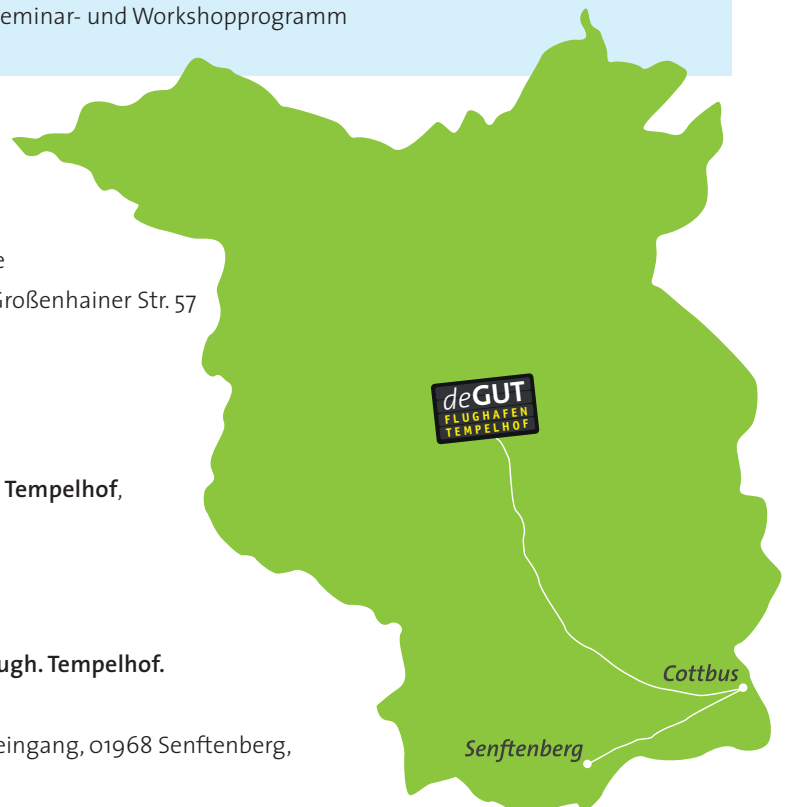 eminar- und Workshopprogramm
e
Großenhainer Str. 57
deGUT
FLUGHAFEN
TEMPELHOF
Tempelhof,
ugh. Tempelhof.
Cottbus
eingang, 01968 Senftenberg,
Senftenberg